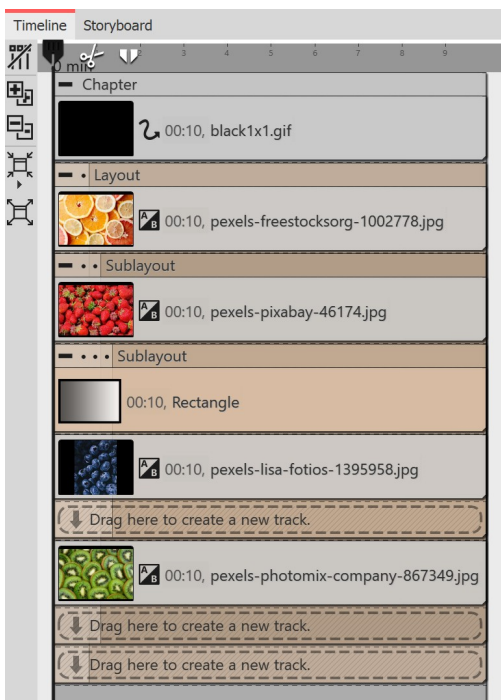 Timeline Storyboard
0 min 2 3 4 5 6 7 8 9
Chapter
00:10, black1x1.gif
Layout
A B 00:10, pexels-freestocksorg-1002778.jpg
Sublayout
A B 00:10, pexels-pixabay-46174.jpg
Sublayout
00:10, Rectangle
A B 00:10, pexels-lisa-fotios-1395958.jpg
Drag here to create a new track.
A B 00:10, pexels-photomix-company-867349.jpg
Drag here to create a new track.
Drag here to create a new track.